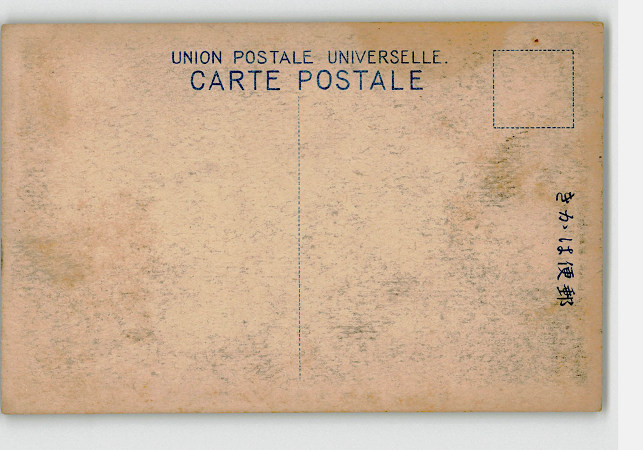 UNION POSTALE UNIVERSELLE.
CARTE POSTALE
きかは便郵